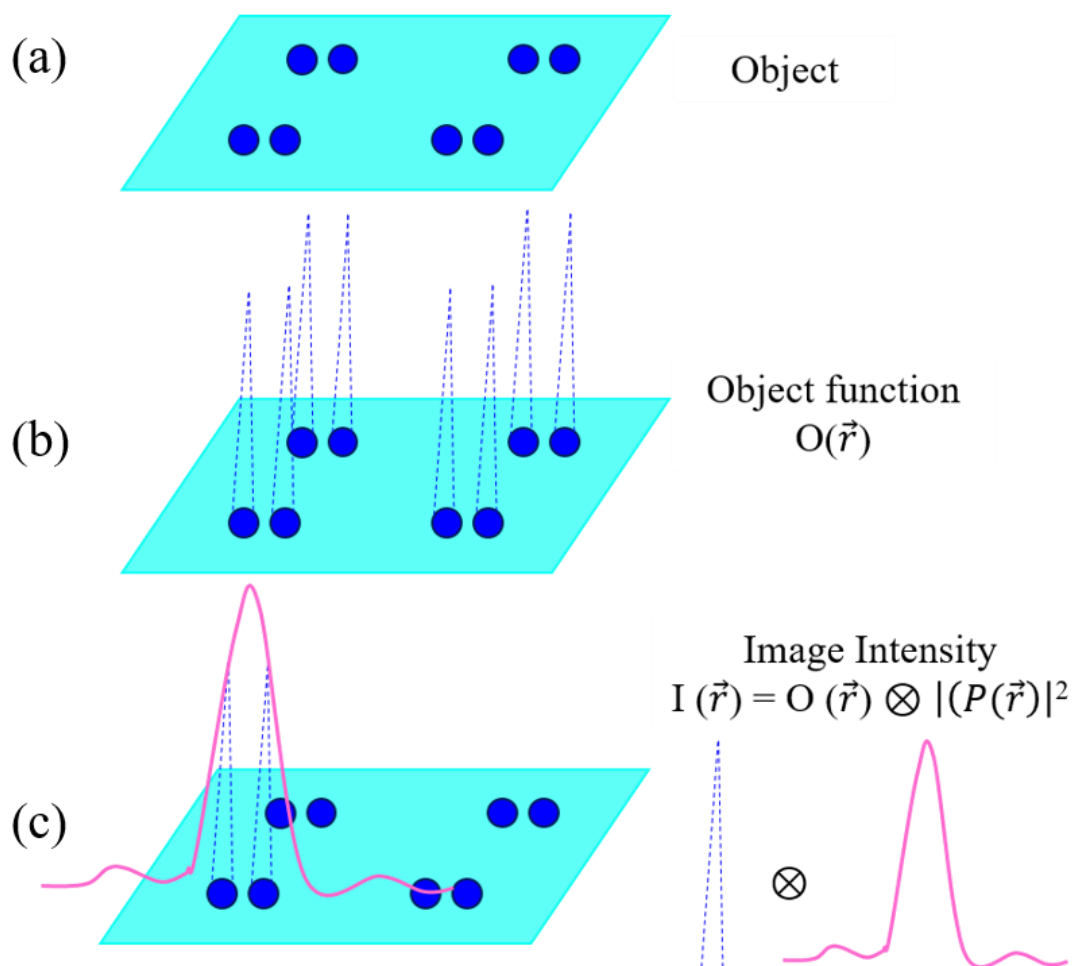 (a)
Object
(b)
Object function
O(r⃗)
Image Intensity
I (r⃗) = O (r⃗) ⊗ |(P(r⃗)|²
(c)
⊗